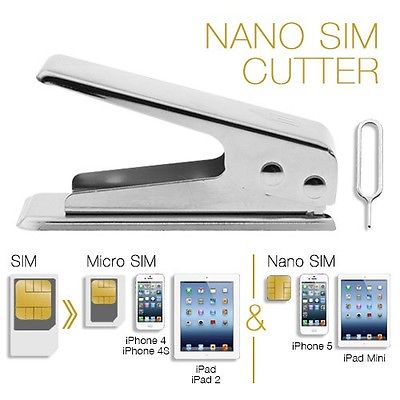 NANO SIM
CUTTER
SIM
Micro SIM
iPhone 4
iPhone 4S
iPad
iPad 2
&
Nano SIM
iPhone 5
iPad Mini